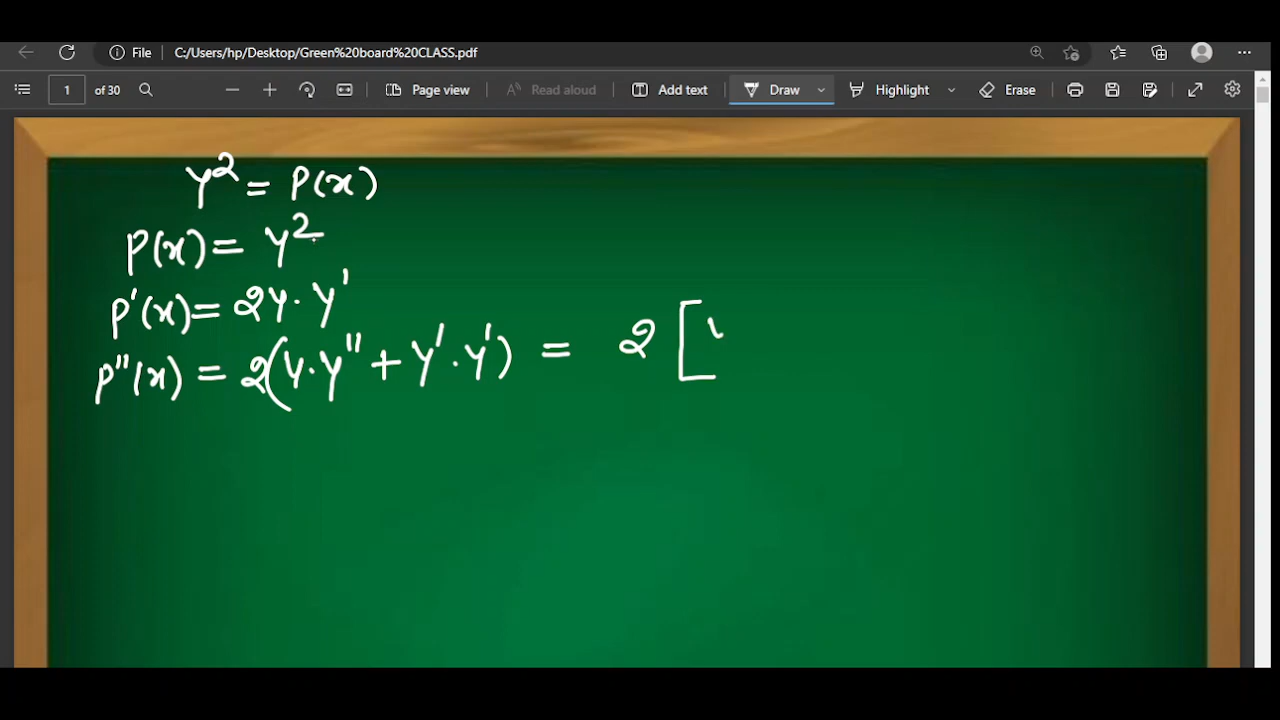 File C:/Users/hp/Desktop/Green%20board%20CLASS.pdf
1 of 30 Page view Read aloud Add text Draw Highlight Erase
y² = P(x)
P(x) = y²
P'(x) = 2y · y'
P''(x) = 2(y·y'' + y'·y') = 2 [